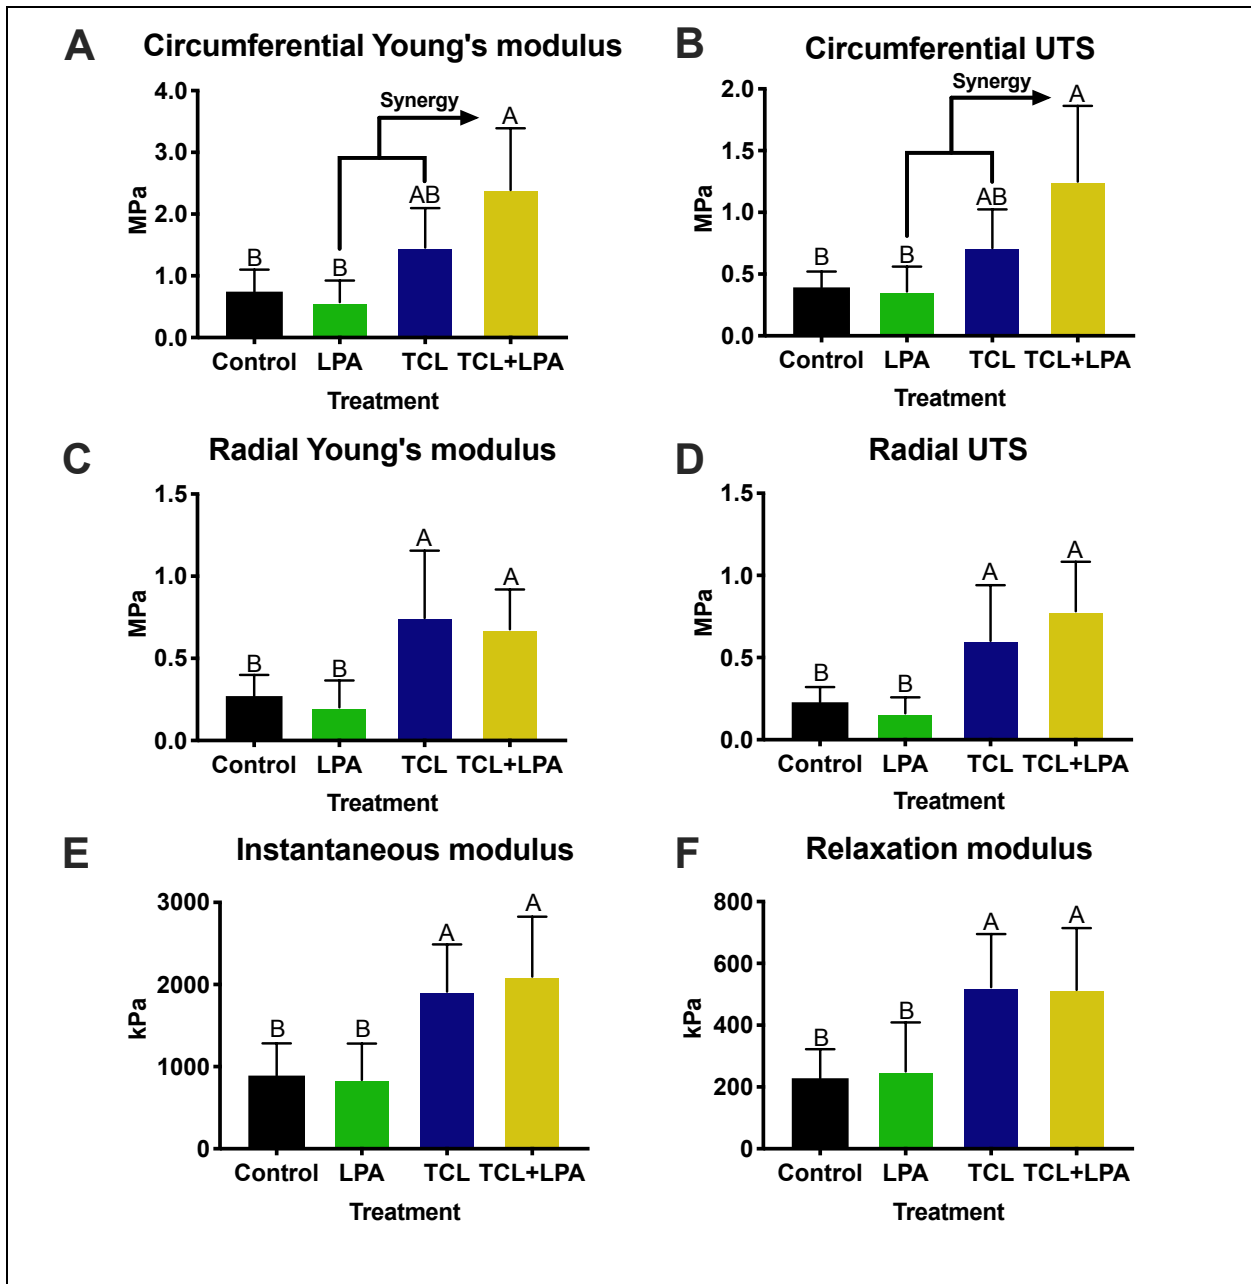 A Circumferential Young's modulus
4.0
3.0
2.0
1.0
0.0
MPa
Synergy
B
B
AB
A
Control LPA TCL TCL+LPA
Treatment
B Circumferential UTS
2.0
1.5
1.0
0.5
0.0
MPa
Synergy
B
B
AB
A
Control LPA TCL TCL+LPA
Treatment
C Radial Young's modulus
1.5
1.0
0.5
0.0
MPa
B
B
A
A
Control LPA TCL TCL+LPA
Treatment
D Radial UTS
1.5
1.0
0.5
0.0
MPa
B
B
A
A
Control LPA TCL TCL+LPA
Treatment
E Instantaneous modulus
3000
2000
1000
0
kPa
B
B
A
A
Control LPA TCL TCL+LPA
Treatment
F Relaxation modulus
800
600
400
200
0
kPa
B
B
A
A
Control LPA TCL TCL+LPA
Treatment